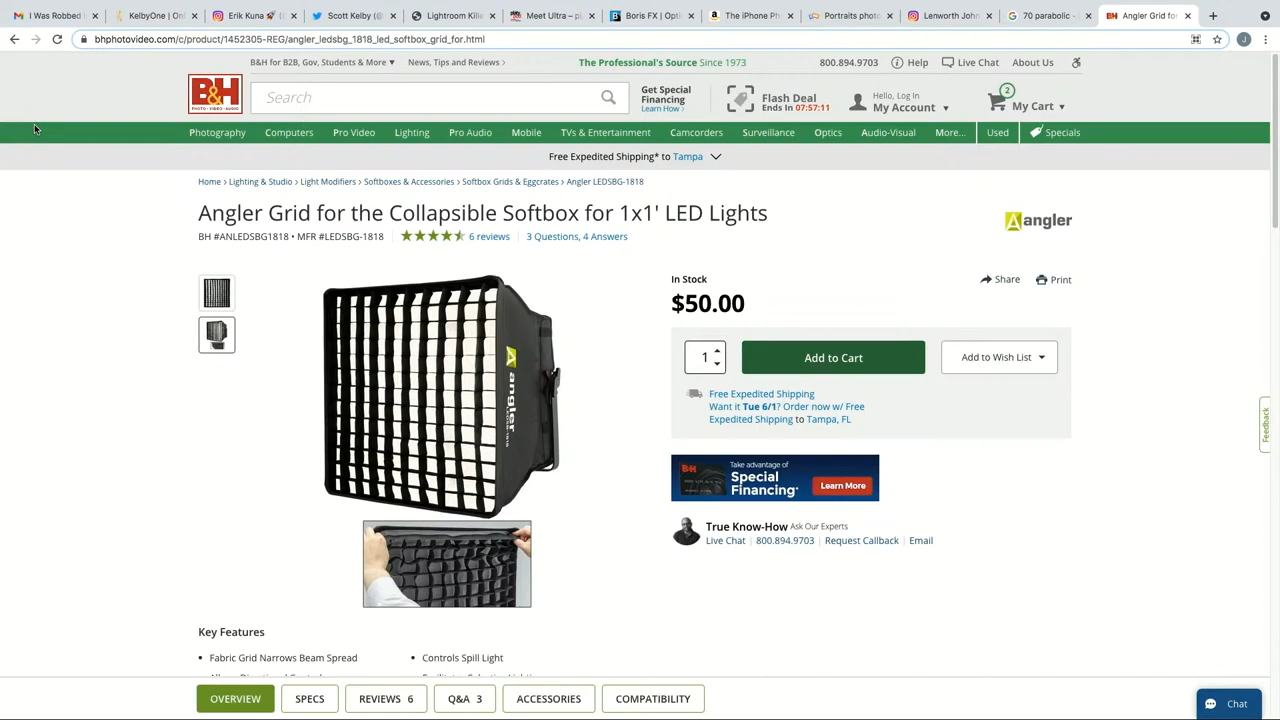 I Was Robbed
KelbyOne | On
Erik Kuna 🚀 (
Scott Kelby (@
Lightroom Kille
Meet Ultra – pl
Boris FX | Opti
The iPhone Ph
Portraits phot
Lenworth John
70 parabolic -
Angler Grid for
bhphotovideo.com/c/product/1452305-REG/angler_ledsbg_1818_led_softbox_grid_for.html
J
B&H for B2B, Gov, Students & More
News, Tips and Reviews
The Professional's Source Since 1973
800.894.9703
Help
Live Chat
About Us
B&H
PHOTO · VIDEO · AUDIO
Search
Get Special
Financing
Learn How
Flash Deal
Ends In 07:57:11
Hello, Log In
My Account
2
My Cart
Photography
Computers
Pro Video
Lighting
Pro Audio
Mobile
TVs & Entertainment
Camcorders
Surveillance
Optics
Audio-Visual
More...
Used
Specials
Free Expedited Shipping* to Tampa
Home › Lighting & Studio › Light Modifiers › Softboxes & Accessories › Softbox Grids & Eggcrates › Angler LEDSBG-1818
Angler Grid for the Collapsible Softbox for 1x1' LED Lights
angler
BH #ANLEDSBG1818 • MFR #LEDSBG-1818
6 reviews
3 Questions, 4 Answers
In Stock
Share
Print
$50.00
1
Add to Cart
Add to Wish List
Free Expedited Shipping
Want it Tue 6/1? Order now w/ Free
Expedited Shipping to Tampa, FL
angler
Feedback
B&H
Take advantage of
Special
Financing*
Learn More
True Know-How Ask Our Experts
Live Chat
800.894.9703
Request Callback
Email
Key Features
• Fabric Grid Narrows Beam Spread
• Controls Spill Light
OVERVIEW
SPECS
REVIEWS 6
Q&A 3
ACCESSORIES
COMPATIBILITY
Chat